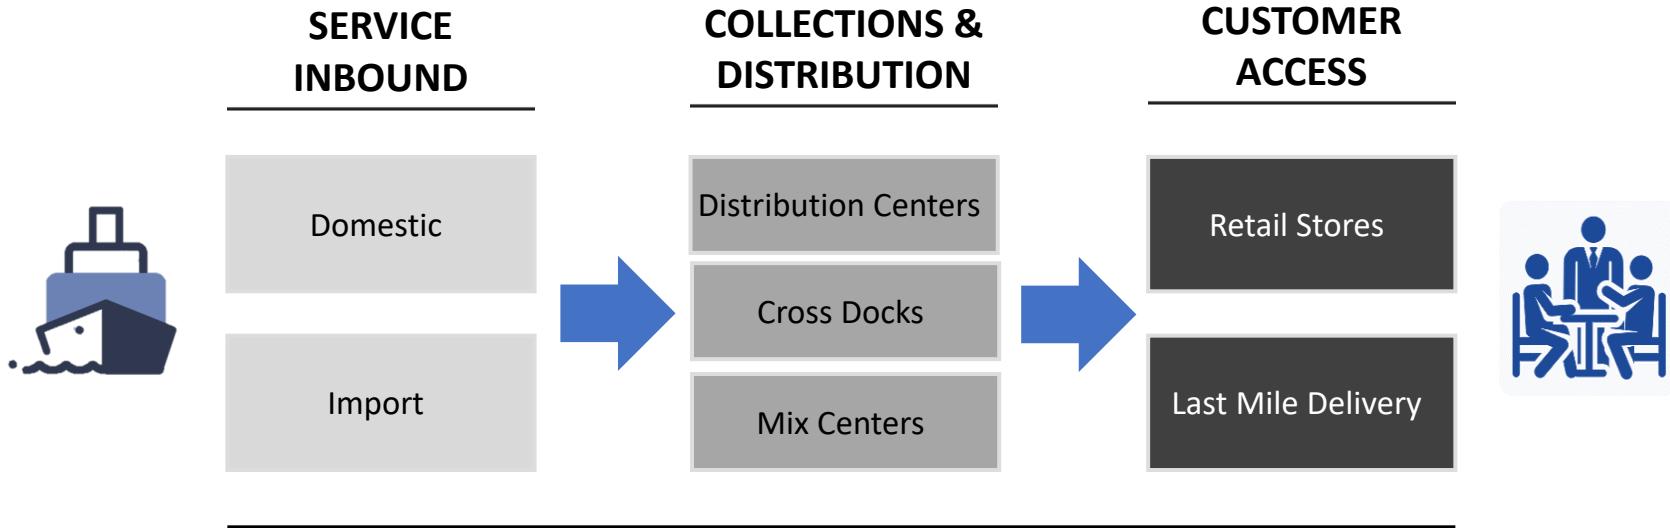 SERVICE
INBOUND
COLLECTIONS &
DISTRIBUTION
CUSTOMER
ACCESS
Domestic
Import
Distribution Centers
Cross Docks
Mix Centers
Retail Stores
Last Mile Delivery